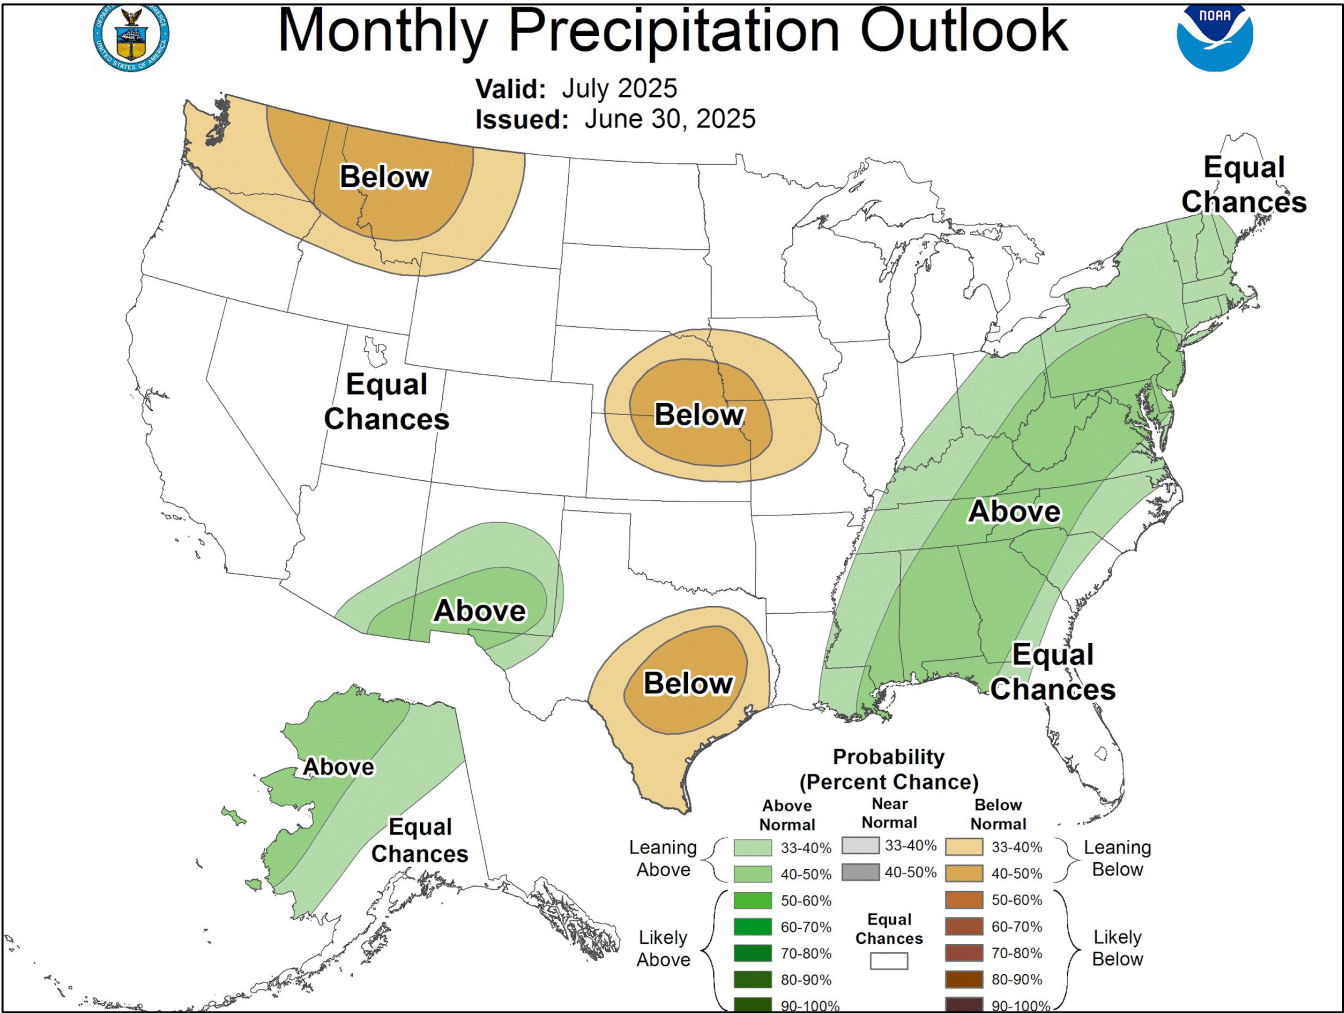 Monthly Precipitation Outlook
NOAA
Valid: July 2025
Issued: June 30, 2025
Below
Equal
Chances
Equal
Chances
Below
Above
Above
Below
Equal
Chances
Above
Equal
Chances
Probability
(Percent Chance)
Above
Normal
Near
Normal
Below
Normal
Leaning
Above
33-40%
33-40%
33-40%
Leaning
Below
40-50%
40-50%
40-50%
50-60%
50-60%
60-70%
Equal
Chances
60-70%
Likely
Above
70-80%
70-80%
Likely
Below
80-90%
80-90%
90-100%
90-100%
UNITED STATES OF AMERICA